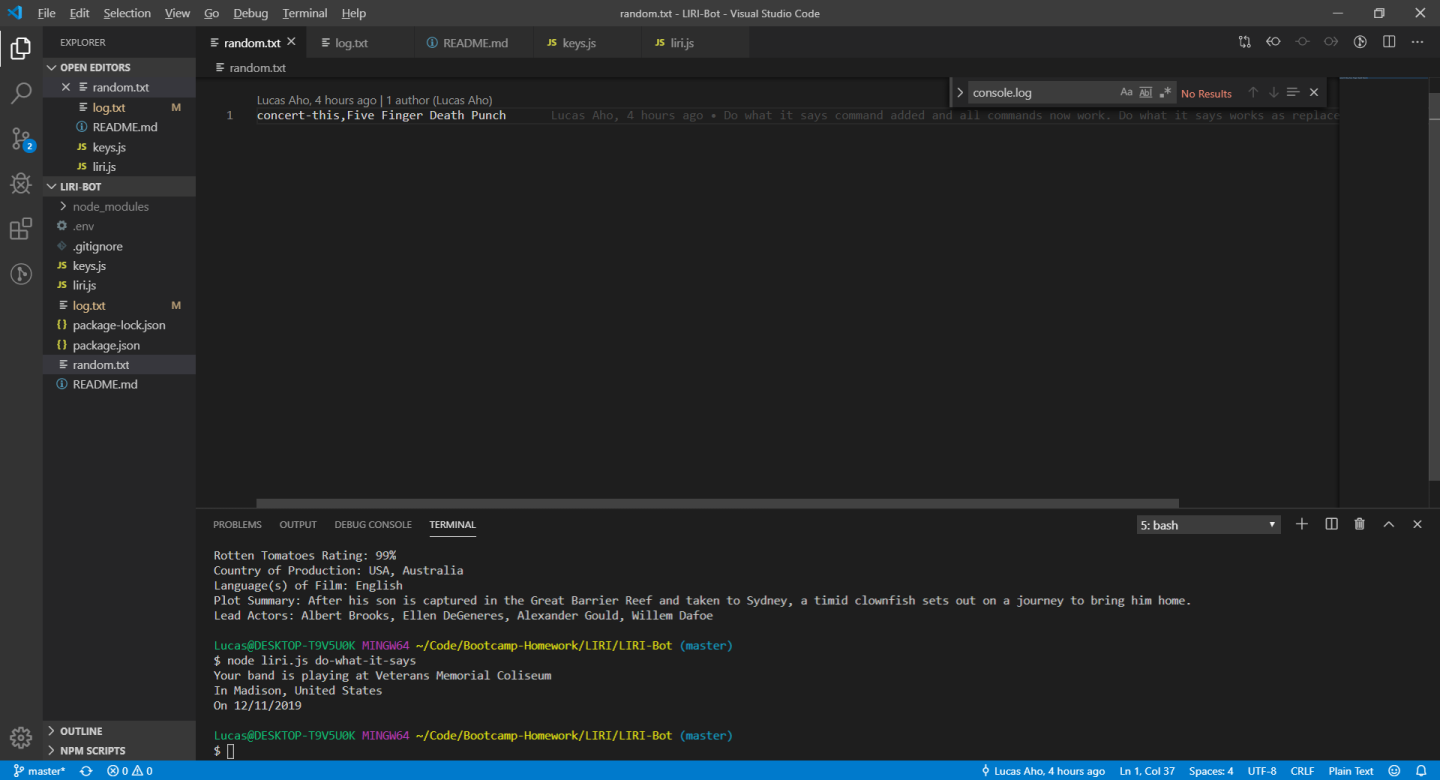 File Edit Selection View Go Debug Terminal Help
random.txt - LIRI-Bot - Visual Studio Code
EXPLORER
OPEN EDITORS
random.txt
log.txt M
README.md
JS keys.js
JS liri.js
LIRI-BOT
node_modules
.env
.gitignore
JS keys.js
JS liri.js
log.txt M
{} package-lock.json
{} package.json
random.txt
README.md
OUTLINE
NPM SCRIPTS
2
random.txt log.txt README.md JS keys.js JS liri.js
random.txt
console.log Aa Abl .* No Results
Lucas Aho, 4 hours ago | 1 author (Lucas Aho)
1 concert-this,Five Finger Death Punch Lucas Aho, 4 hours ago • Do what it says command added and all commands now work. Do what it says works as replace
PROBLEMS OUTPUT DEBUG CONSOLE TERMINAL 5: bash
Rotten Tomatoes Rating: 99%
Country of Production: USA, Australia
Language(s) of Film: English
Plot Summary: After his son is captured in the Great Barrier Reef and taken to Sydney, a timid clownfish sets out on a journey to bring him home.
Lead Actors: Albert Brooks, Ellen DeGeneres, Alexander Gould, Willem Dafoe
Lucas@DESKTOP-T9V5U0K MINGW64 ~/Code/Bootcamp-Homework/LIRI/LIRI-Bot (master)
$ node liri.js do-what-it-says
Your band is playing at Veterans Memorial Coliseum
In Madison, United States
On 12/11/2019
Lucas@DESKTOP-T9V5U0K MINGW64 ~/Code/Bootcamp-Homework/LIRI/LIRI-Bot (master)
$
master* 0 0 Lucas Aho, 4 hours ago Ln 1, Col 37 Spaces: 4 UTF-8 CRLF Plain Text